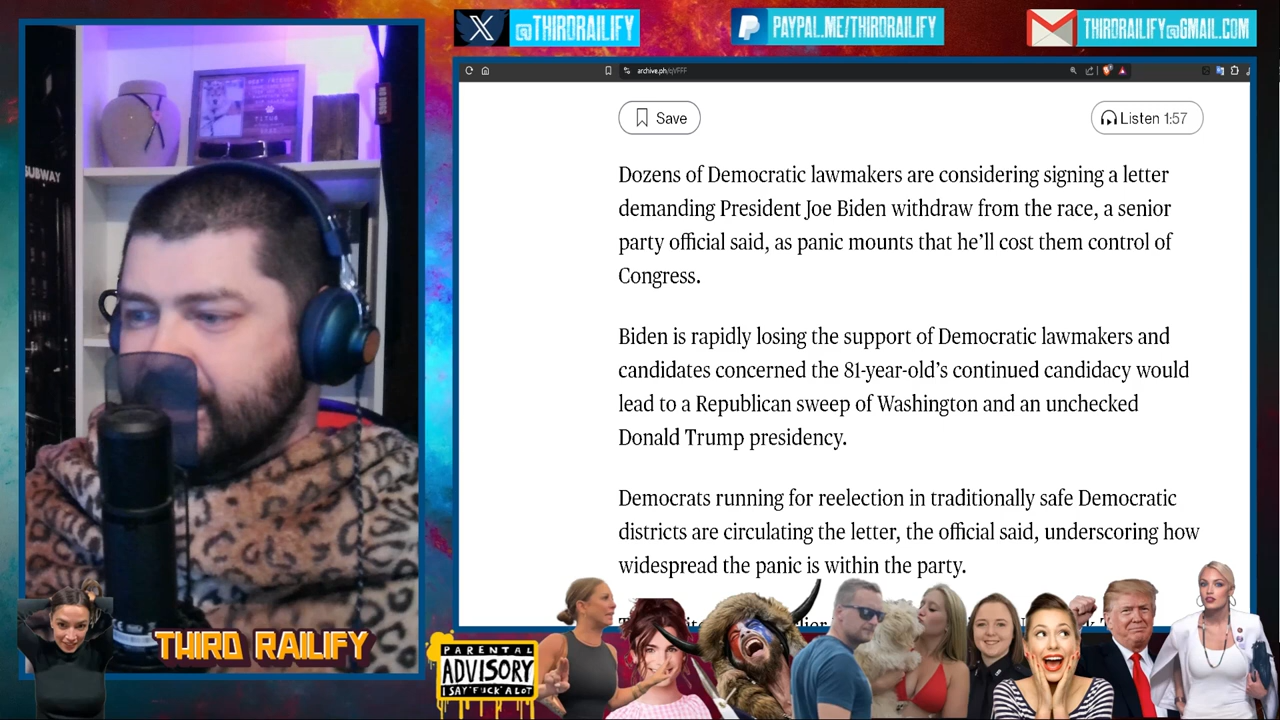 @THIRDRAILIFY
PAYPAL.ME/THIRDRAILIFY
THIRDRAILIFY@GMAIL.COM
archive.ph/qVFFF
Save
Listen 1:57
Dozens of Democratic lawmakers are considering signing a letter
demanding President Joe Biden withdraw from the race, a senior
party official said, as panic mounts that he’ll cost them control of
Congress.
Biden is rapidly losing the support of Democratic lawmakers and
candidates concerned the 81-year-old’s continued candidacy would
lead to a Republican sweep of Washington and an unchecked
Donald Trump presidency.
Democrats running for reelection in traditionally safe Democratic
districts are circulating the letter, the official said, underscoring how
widespread the panic is within the party.
SUBWAY
THIRD RAILIFY
PARENTAL
ADVISORY
I SAY "FUCK" A LOT